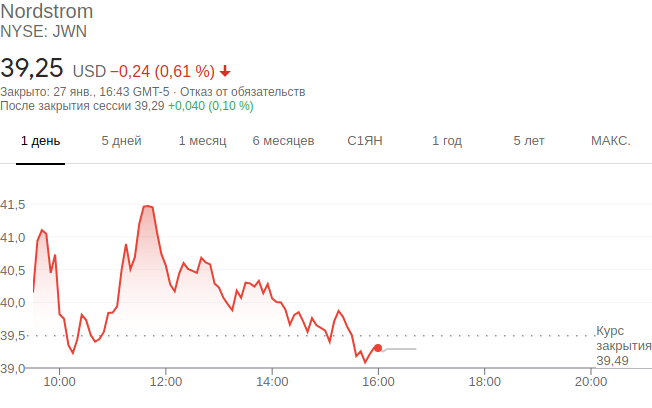 Nordstrom
NYSE: JWN
39,25 USD −0,24 (0,61 %)
Закрыто: 27 янв., 16:43 GMT-5 · Отказ от обязательств
После закрытия сессии 39,29 +0,040 (0,10 %)
1 день 5 дней 1 месяц 6 месяцев С1ЯН 1 год 5 лет МАКС.
41,5
41,0
40,5
40,0
39,5
39,0
Курс
закрытия
39,49
10:00 12:00 14:00 16:00 18:00 20:00